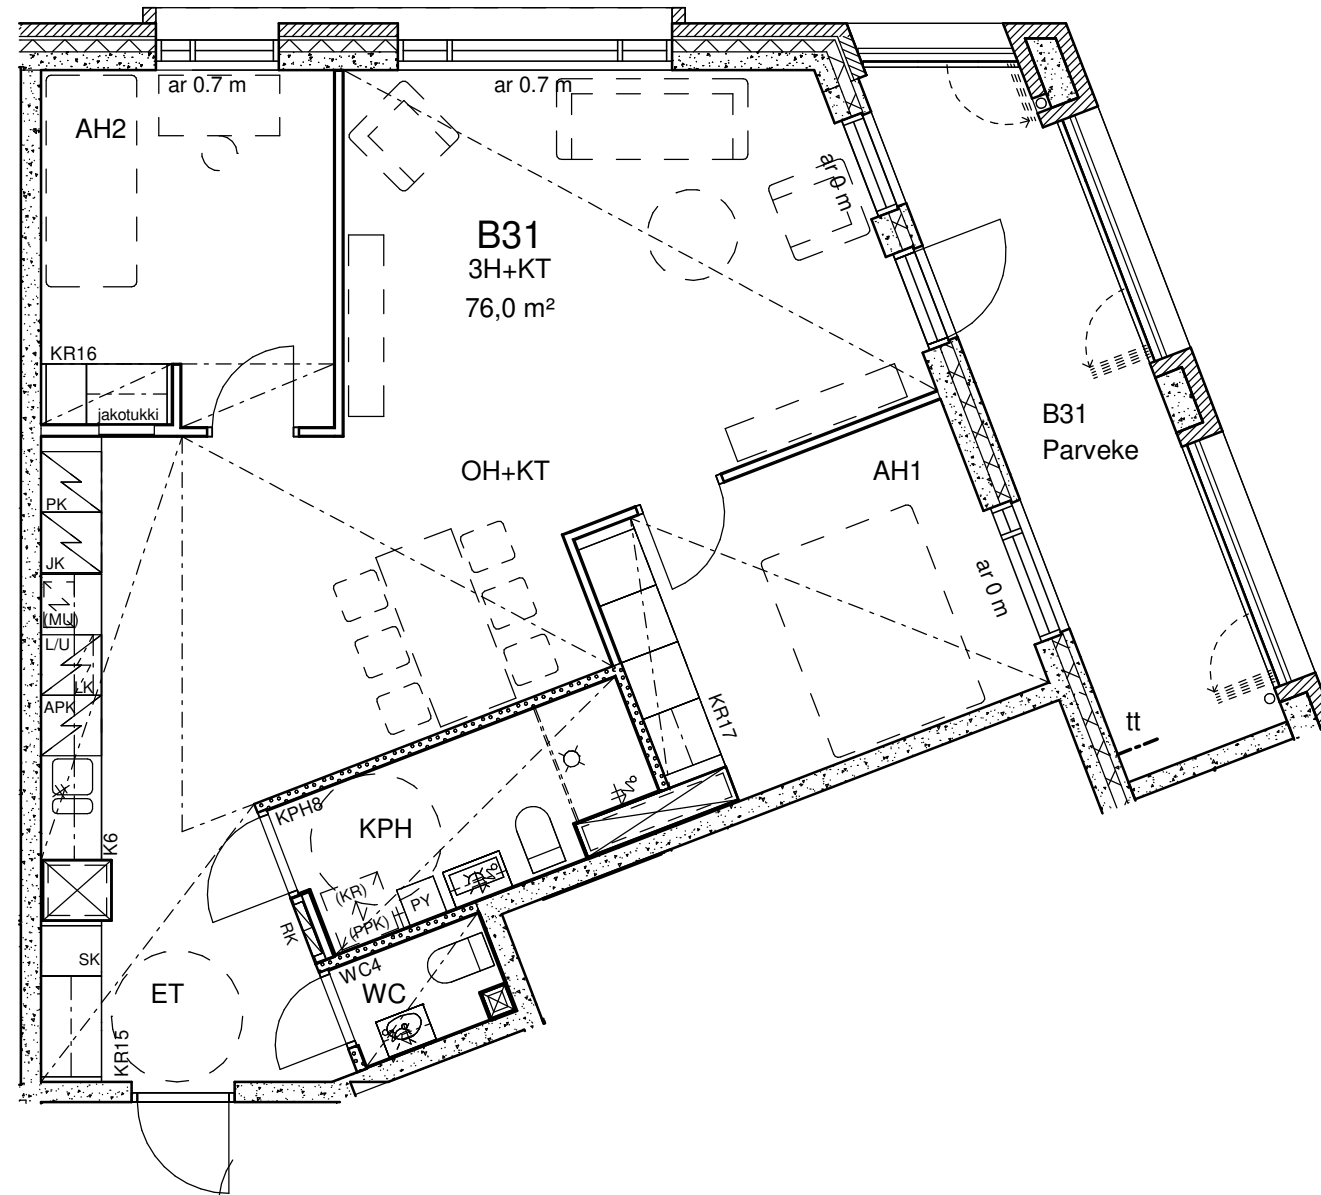 ar 0.7 m
ar 0.7 m
AH2
ar 0 m
B31
3H+KT
76,0 m²
KR16
jakotukki
B31
Parveke
OH+KT
AH1
PK
JK
ar 0 m
(MU)
L/U
LK
APK
KR17
tt
KPH8
KPH
K6
(KR)
PY
(PPK)
RK
SK
WC4
WC
ET
KR15